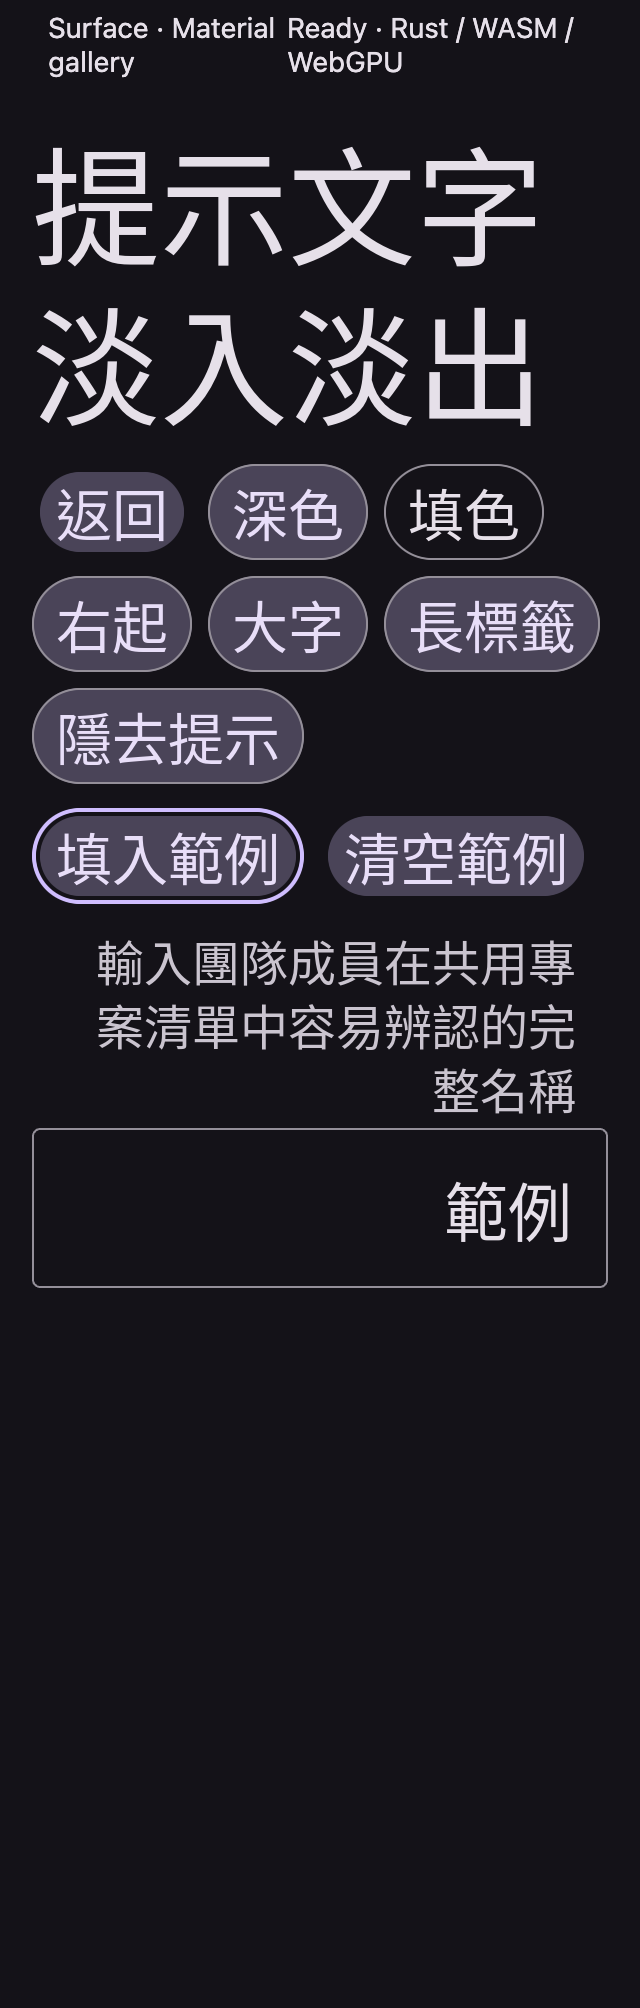 Surface · Material gallery
Ready · Rust / WASM / WebGPU
提示文字
淡入淡出
返回
深色
填色
右起
大字
長標籤
隱去提示
填入範例
清空範例
輸入團隊成員在共用專
案清單中容易辨認的完
整名稱
範例